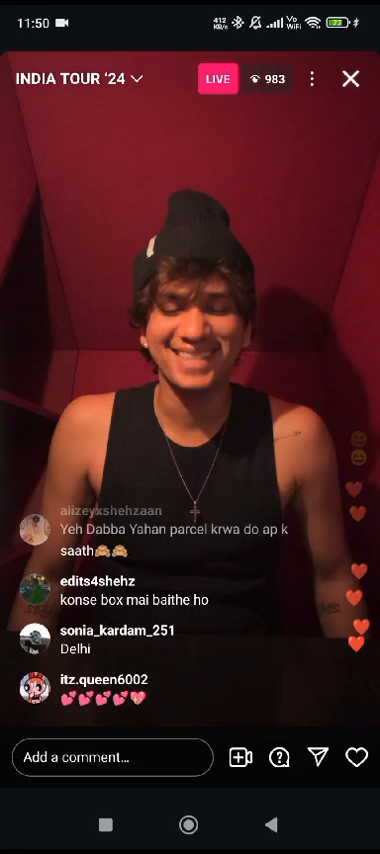 11:50
412 KB/s
Vo WiFi
77
INDIA TOUR ‘24
LIVE
983
alizeyxshehzaan
Yeh Dabba Yahan parcel krwa do ap k
saath🙈🙈
edits4shehz
konse box mai baithe ho
sonia_kardam_251
Delhi
itz.queen6002
💕💕💕💕💖
Add a comment...